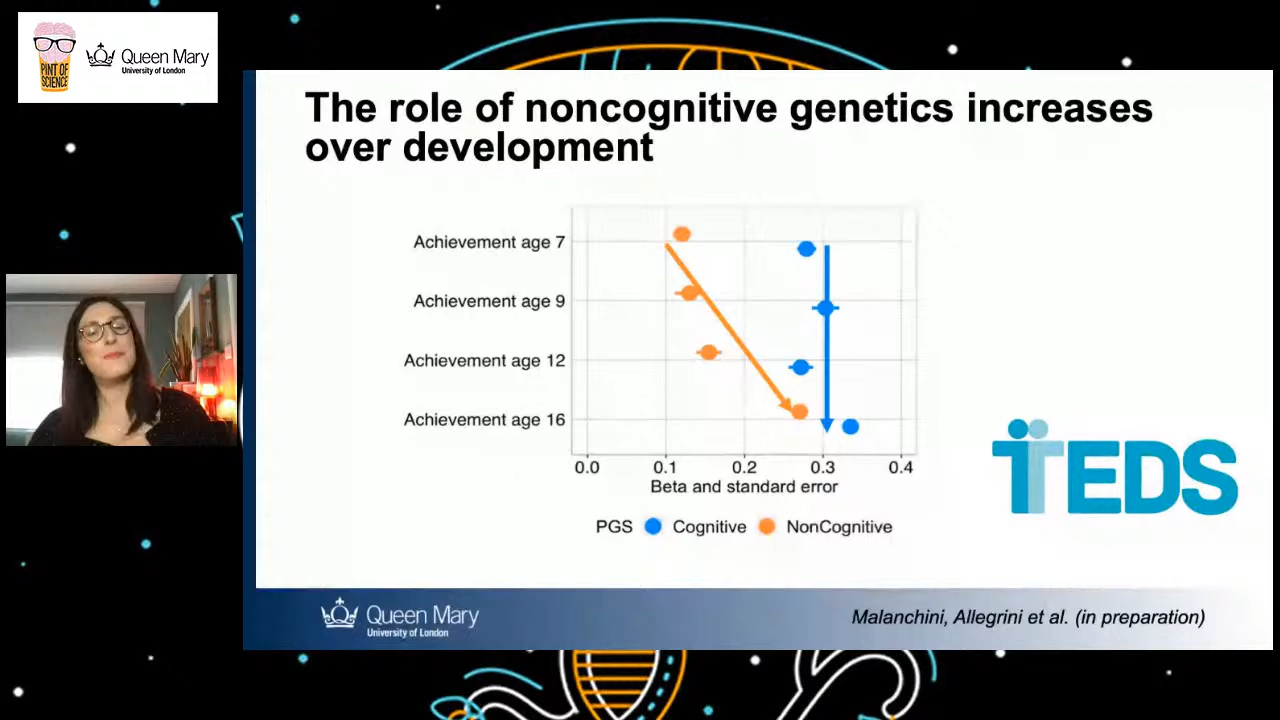 PINT OF
SCIENCE
Queen Mary
University of London
The role of noncognitive genetics increases
over development
Achievement age 7
Achievement age 9
Achievement age 12
Achievement age 16
0.0 0.1 0.2 0.3 0.4
Beta and standard error
PGS Cognitive NonCognitive
TEDS
Queen Mary
University of London
Malanchini, Allegrini et al. (in preparation)